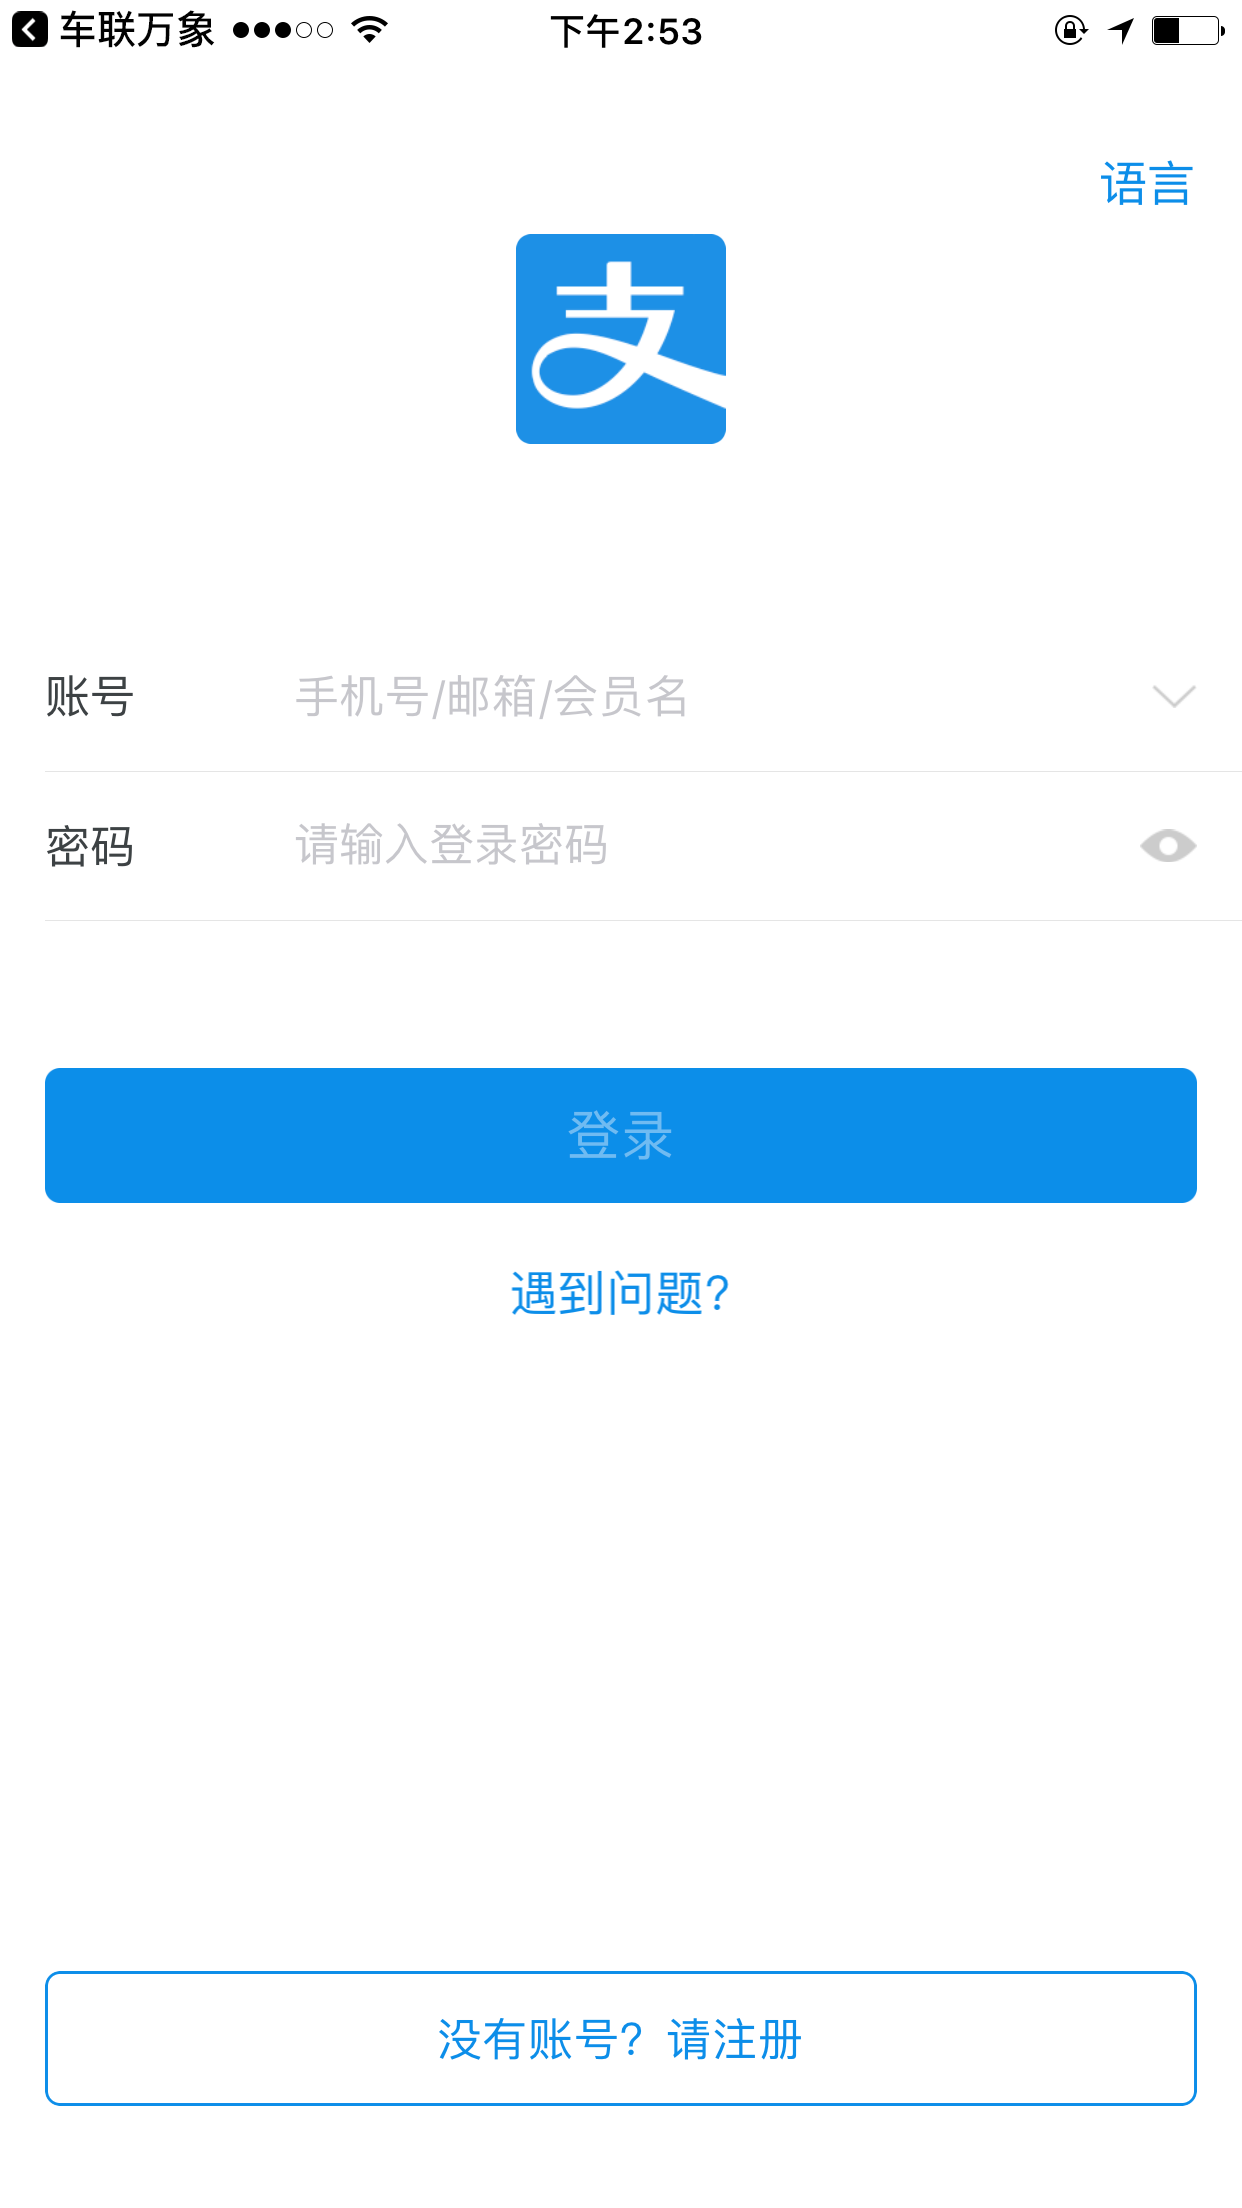 车联万象 下午2:53
语言
支
账号 手机号/邮箱/会员名
密码 请输入登录密码
登录
遇到问题?
没有账号? 请注册